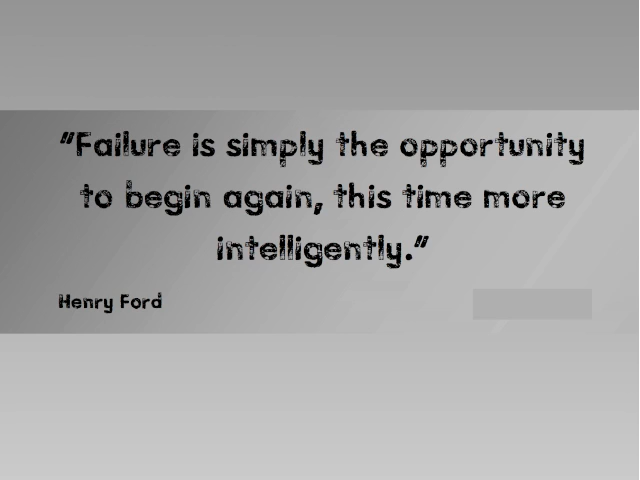 "Failure is simply the opportunity
to begin again, this time more
intelligently."
Henry Ford